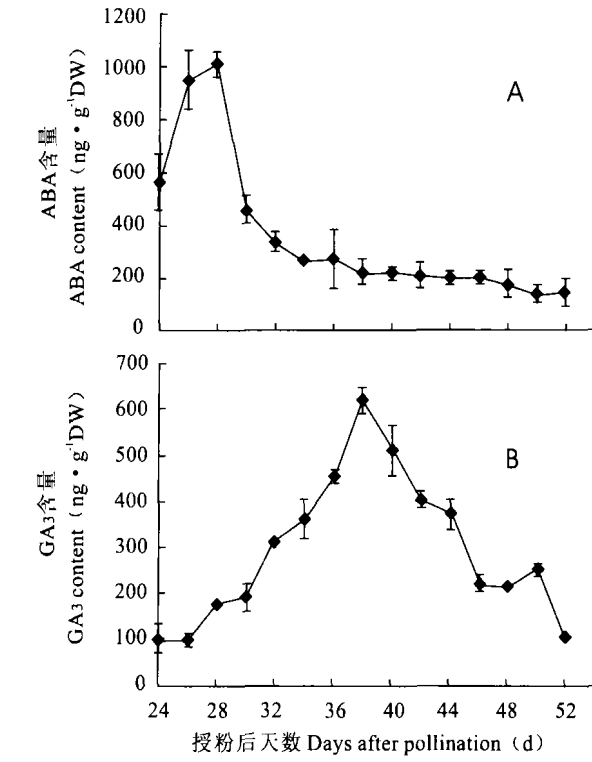 1200
1000
800
600
400
200
0
ABA含量
ABA content（ng·g-1DW）
A
700
600
500
400
300
200
100
0
GA3含量
GA3 content（ng·g-1DW）
B
24 28 32 36 40 44 48 52
授粉后天数 Days after pollination（d）